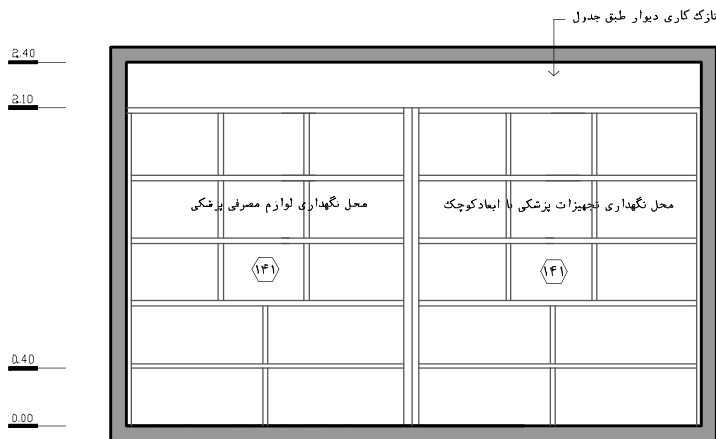 نازک کاری دیوار طبق جدول
2.40
2.10
محل نگهداری تجهیزات پزشکی با ابعادکوچک
محل نگهداری لوازم مصرفی پزشکی
۱۴۱
۱۴۱
0.40
0.00